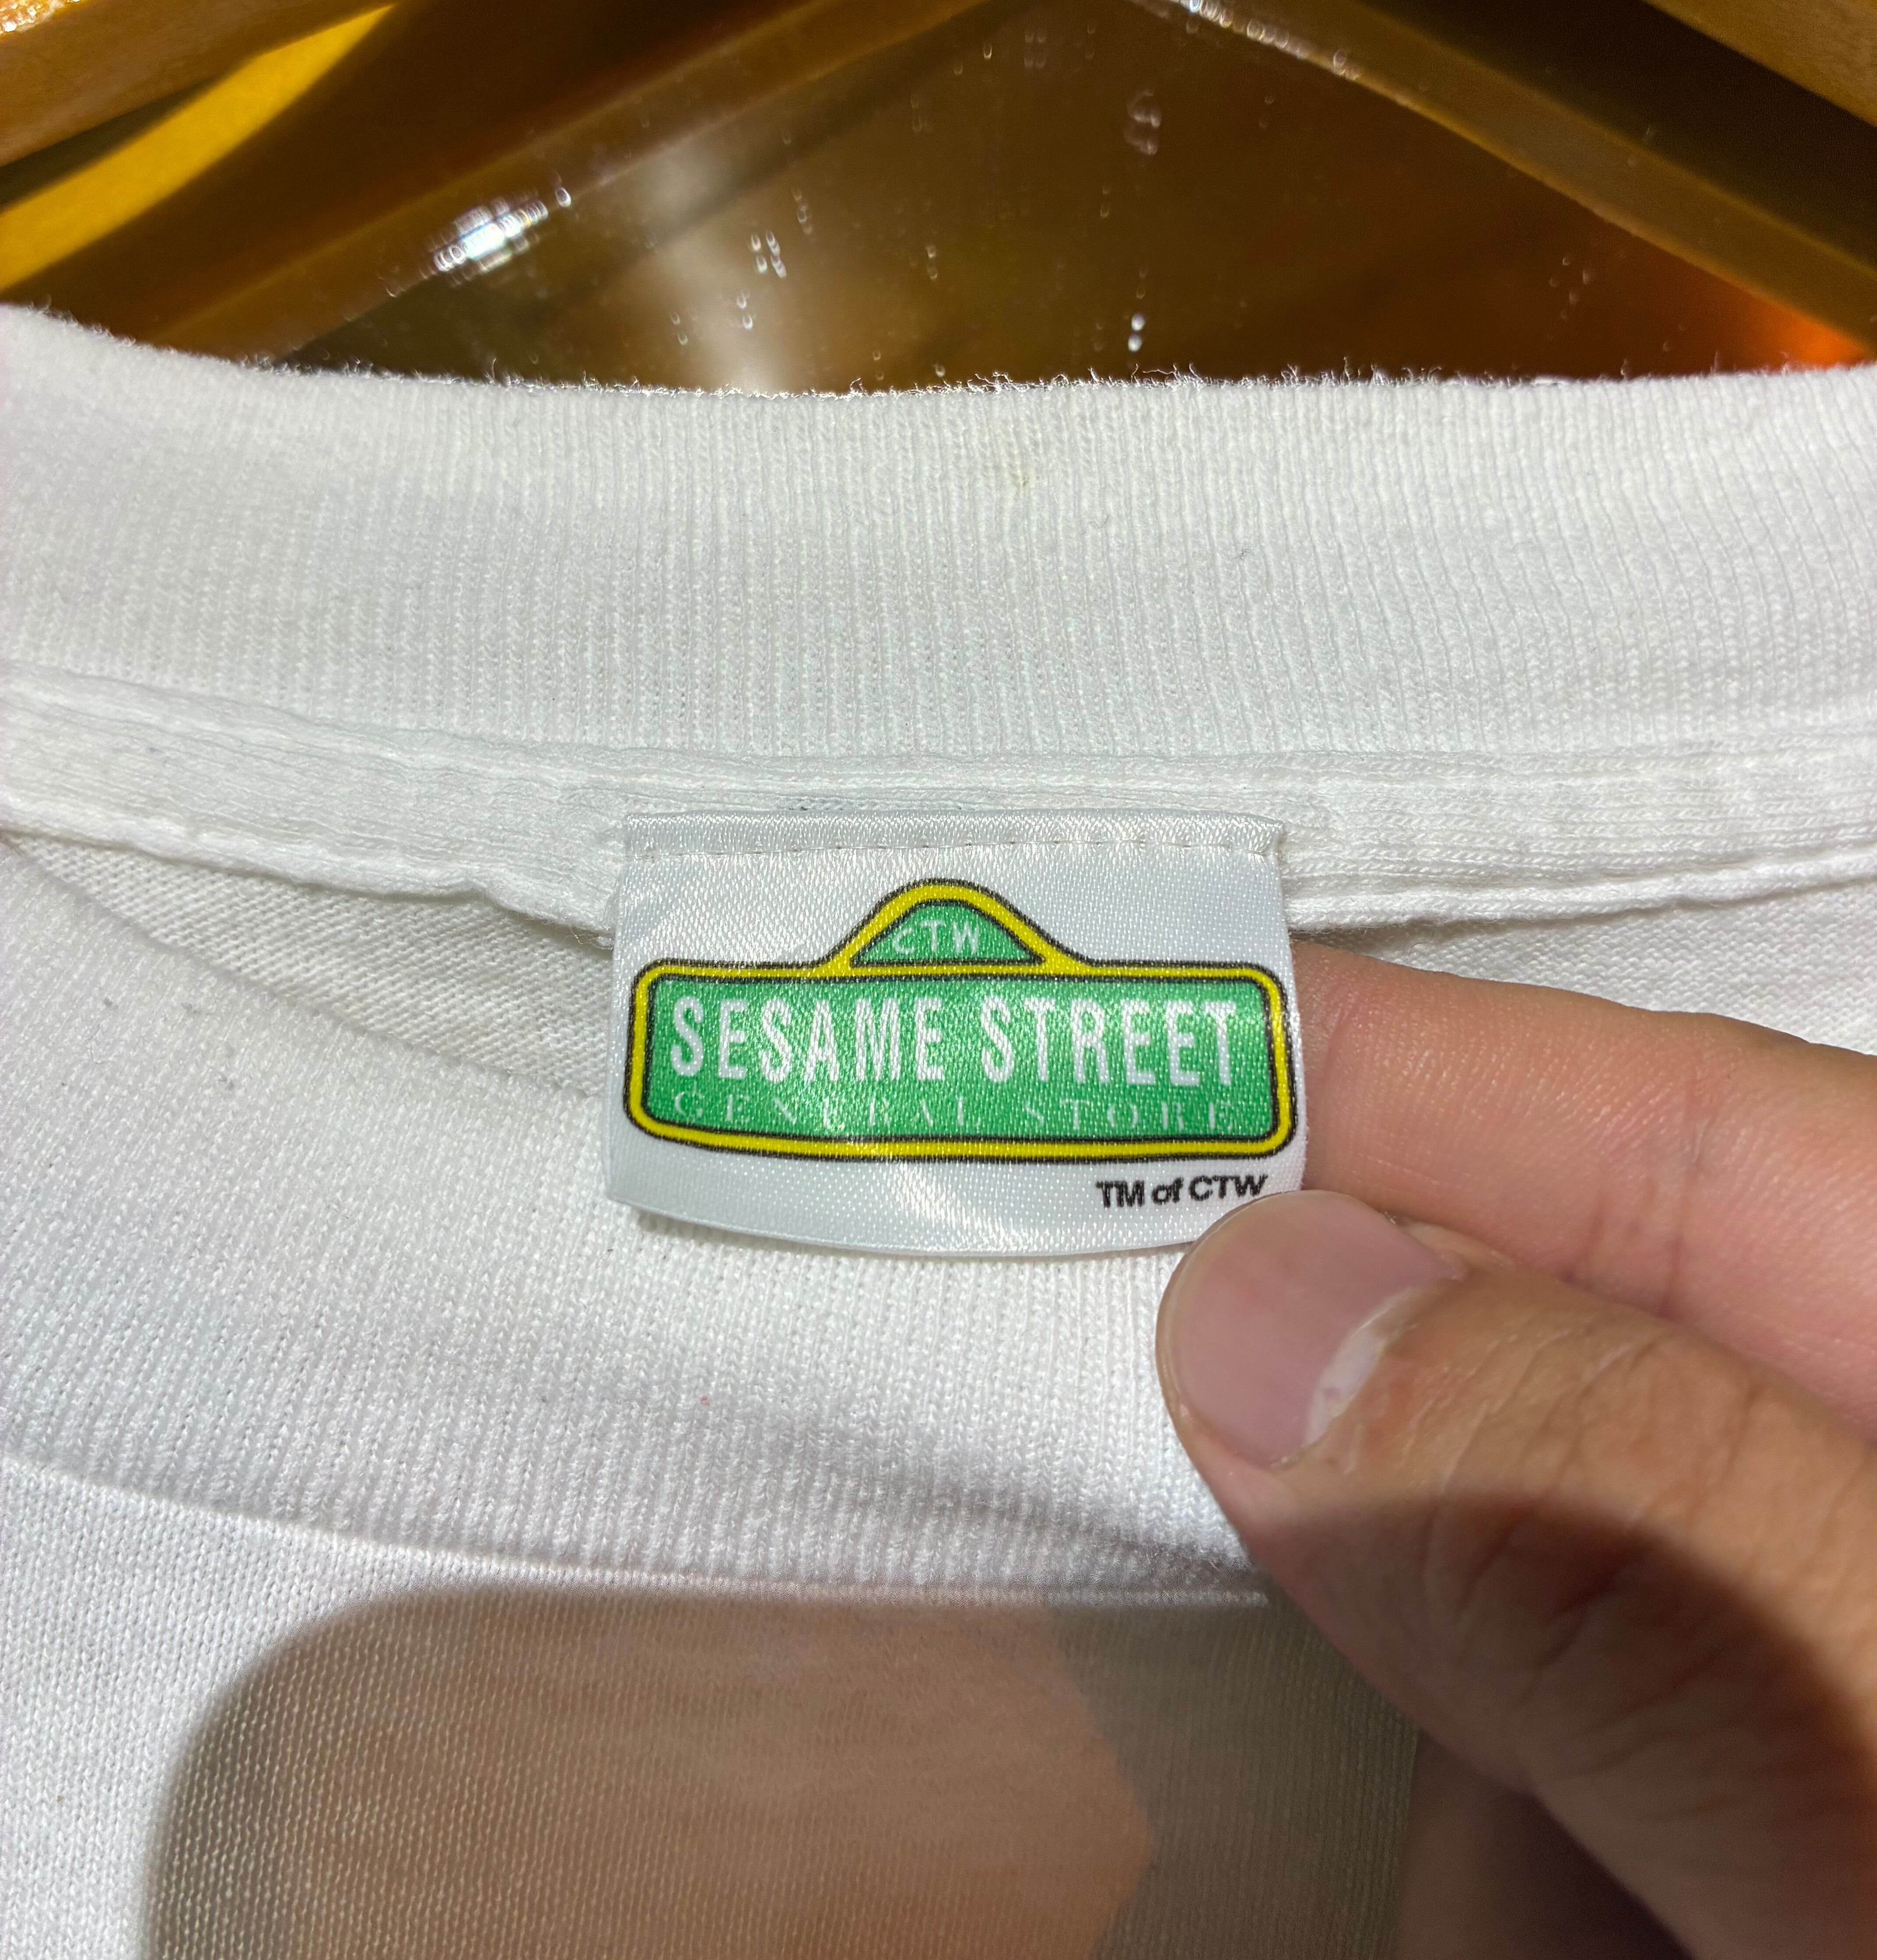 CTW
SESAME STREET
GENERAL STORE
TM of CTW